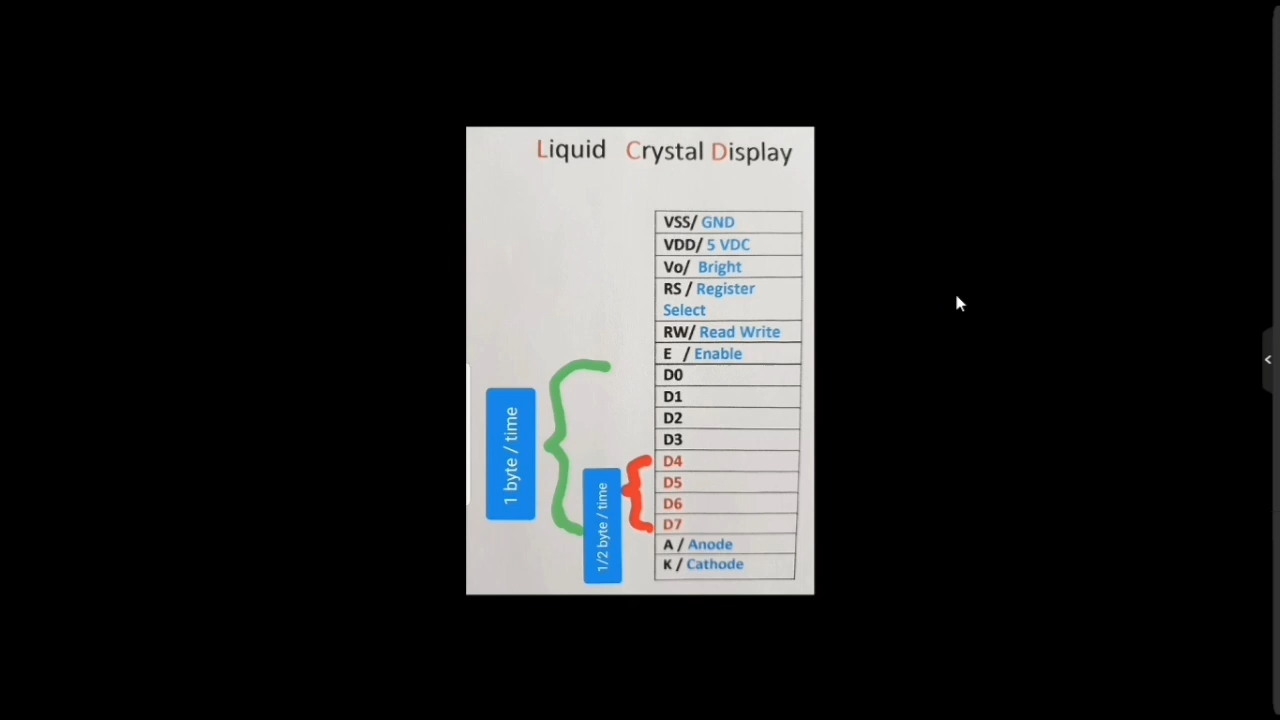 Liquid Crystal Display
VSS/ GND
VDD/ 5 VDC
Vo/ Bright
RS / Register
Select
RW/ Read Write
E / Enable
D0
D1
D2
D3
D4
D5
D6
D7
A / Anode
K / Cathode
1 byte / time
1/2 byte / time